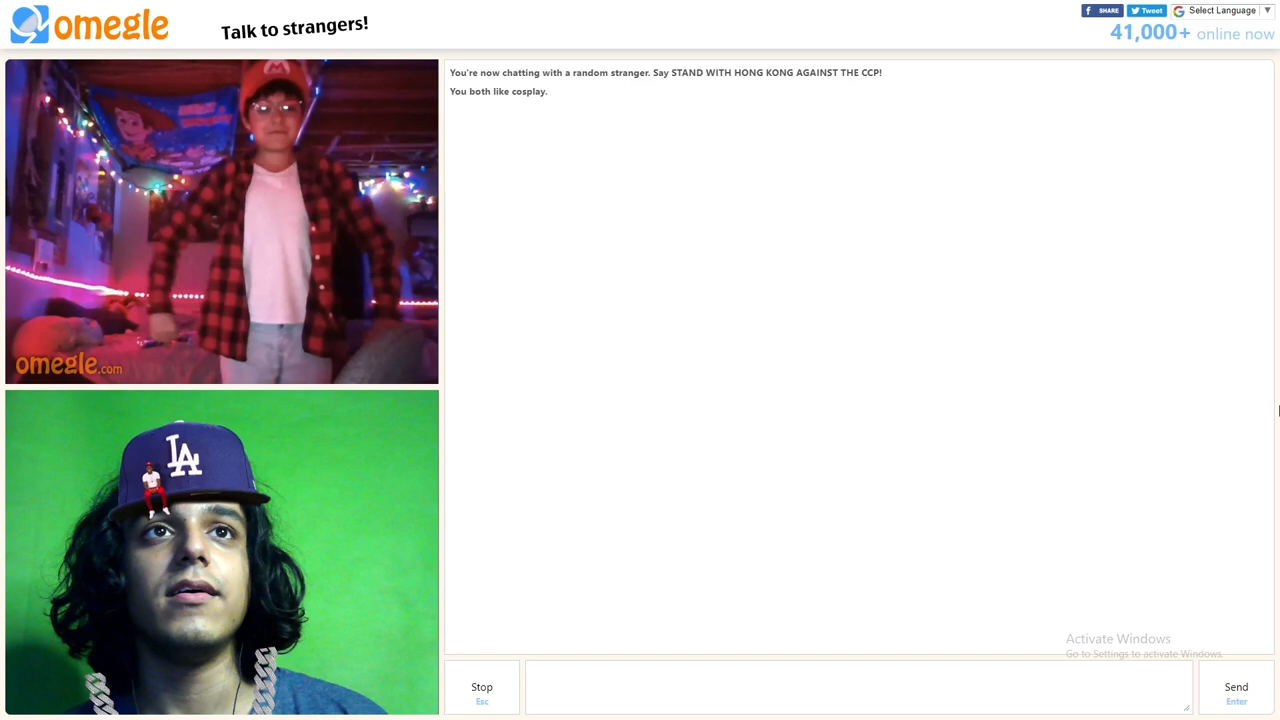 omegle
Talk to strangers!
SHARE
Tweet
Select Language ▼
41,000+ online now
You're now chatting with a random stranger. Say STAND WITH HONG KONG AGAINST THE CCP!
You both like cosplay.
M
omegle.com
LA
Activate Windows
Go to Settings to activate Windows.
Stop
Esc
Send
Enter